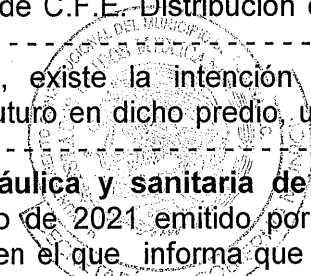 de C.F.E. Distribución
, existe la intención
uturo en dicho predio, u
áulica y sanitaria de
o de 2021 emitido por
en el que informa que